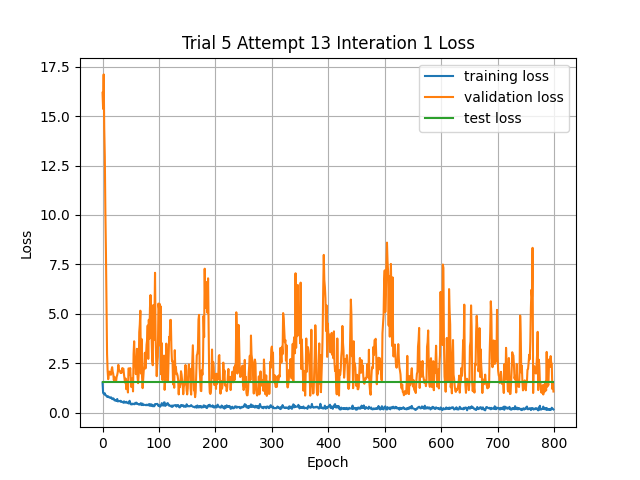 Trial 5 Attempt 13 Interation 1 Loss
training loss
validation loss
test loss
17.5
15.0
12.5
10.0
7.5
5.0
2.5
0.0
Loss
0 100 200 300 400 500 600 700 800
Epoch